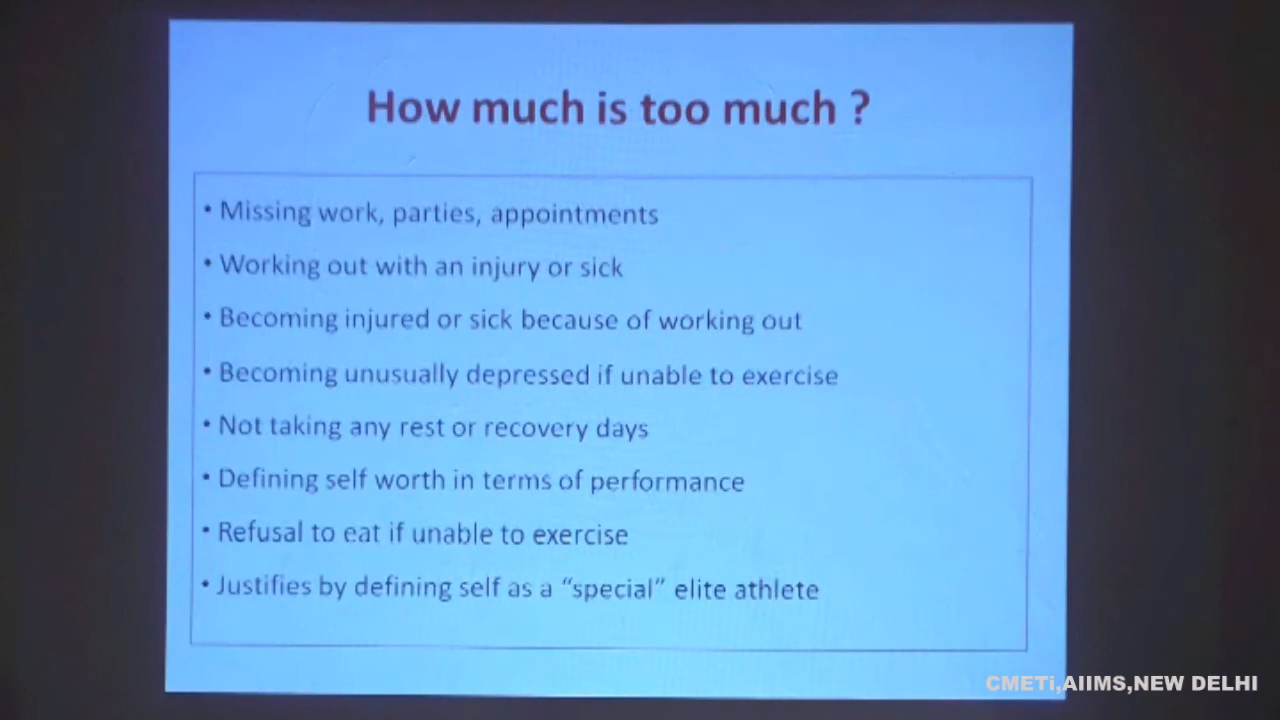 How much is too much ?
• Missing work, parties, appointments
• Working out with an injury or sick
• Becoming injured or sick because of working out
• Becoming unusually depressed if unable to exercise
• Not taking any rest or recovery days
• Defining self worth in terms of performance
• Refusal to eat if unable to exercise
• Justifies by defining self as a “special” elite athlete
CMETi,AIIMS,NEW DELHI